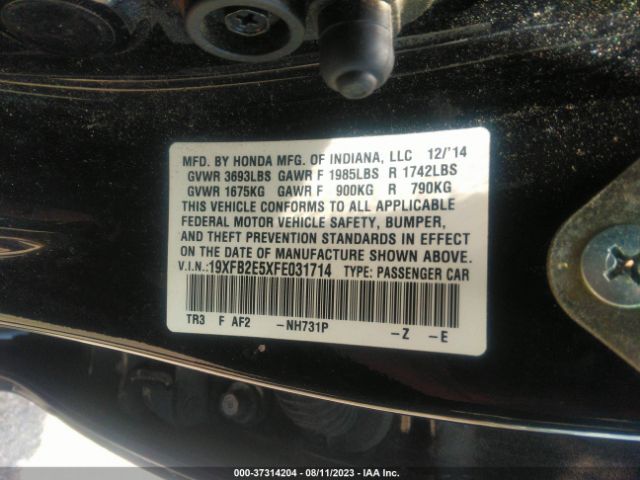 MFD. BY HONDA MFG. OF INDIANA, LLC 12/'14
GVWR 3693LBS GAWR F 1985LBS R 1742LBS
GVWR 1675KG GAWR F 900KG R 790KG
THIS VEHICLE CONFORMS TO ALL APPLICABLE
FEDERAL MOTOR VEHICLE SAFETY, BUMPER,
AND THEFT PREVENTION STANDARDS IN EFFECT
ON THE DATE OF MANUFACTURE SHOWN ABOVE.
V.I.N.:19XFB2E5XFE031714 TYPE: PASSENGER CAR
TR3 F AF2 -NH731P -Z -E
000-37314204 - 08/11/2023 - IAA Inc.